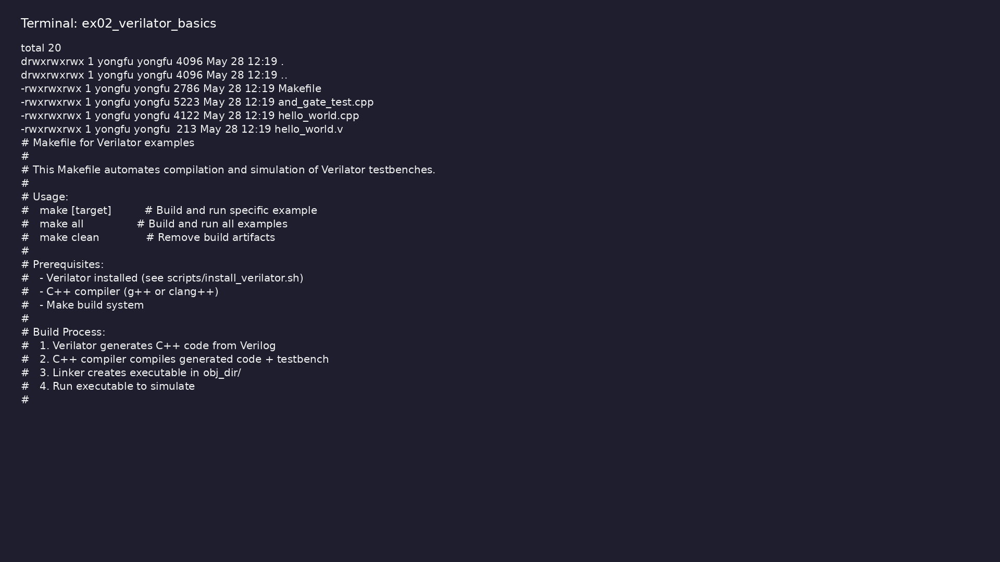 Terminal: ex02_verilator_basics
total 20
drwxrwxrwx 1 yongfu yongfu 4096 May 28 12:19 .
drwxrwxrwx 1 yongfu yongfu 4096 May 28 12:19 ..
-rwxrwxrwx 1 yongfu yongfu 2786 May 28 12:19 Makefile
-rwxrwxrwx 1 yongfu yongfu 5223 May 28 12:19 and_gate_test.cpp
-rwxrwxrwx 1 yongfu yongfu 4122 May 28 12:19 hello_world.cpp
-rwxrwxrwx 1 yongfu yongfu  213 May 28 12:19 hello_world.v
# Makefile for Verilator examples
#
# This Makefile automates compilation and simulation of Verilator testbenches.
#
# Usage:
#   make [target]          # Build and run specific example
#   make all                # Build and run all examples
#   make clean              # Remove build artifacts
#
# Prerequisites:
#   - Verilator installed (see scripts/install_verilator.sh)
#   - C++ compiler (g++ or clang++)
#   - Make build system
#
# Build Process:
#   1. Verilator generates C++ code from Verilog
#   2. C++ compiler compiles generated code + testbench
#   3. Linker creates executable in obj_dir/
#   4. Run executable to simulate
#